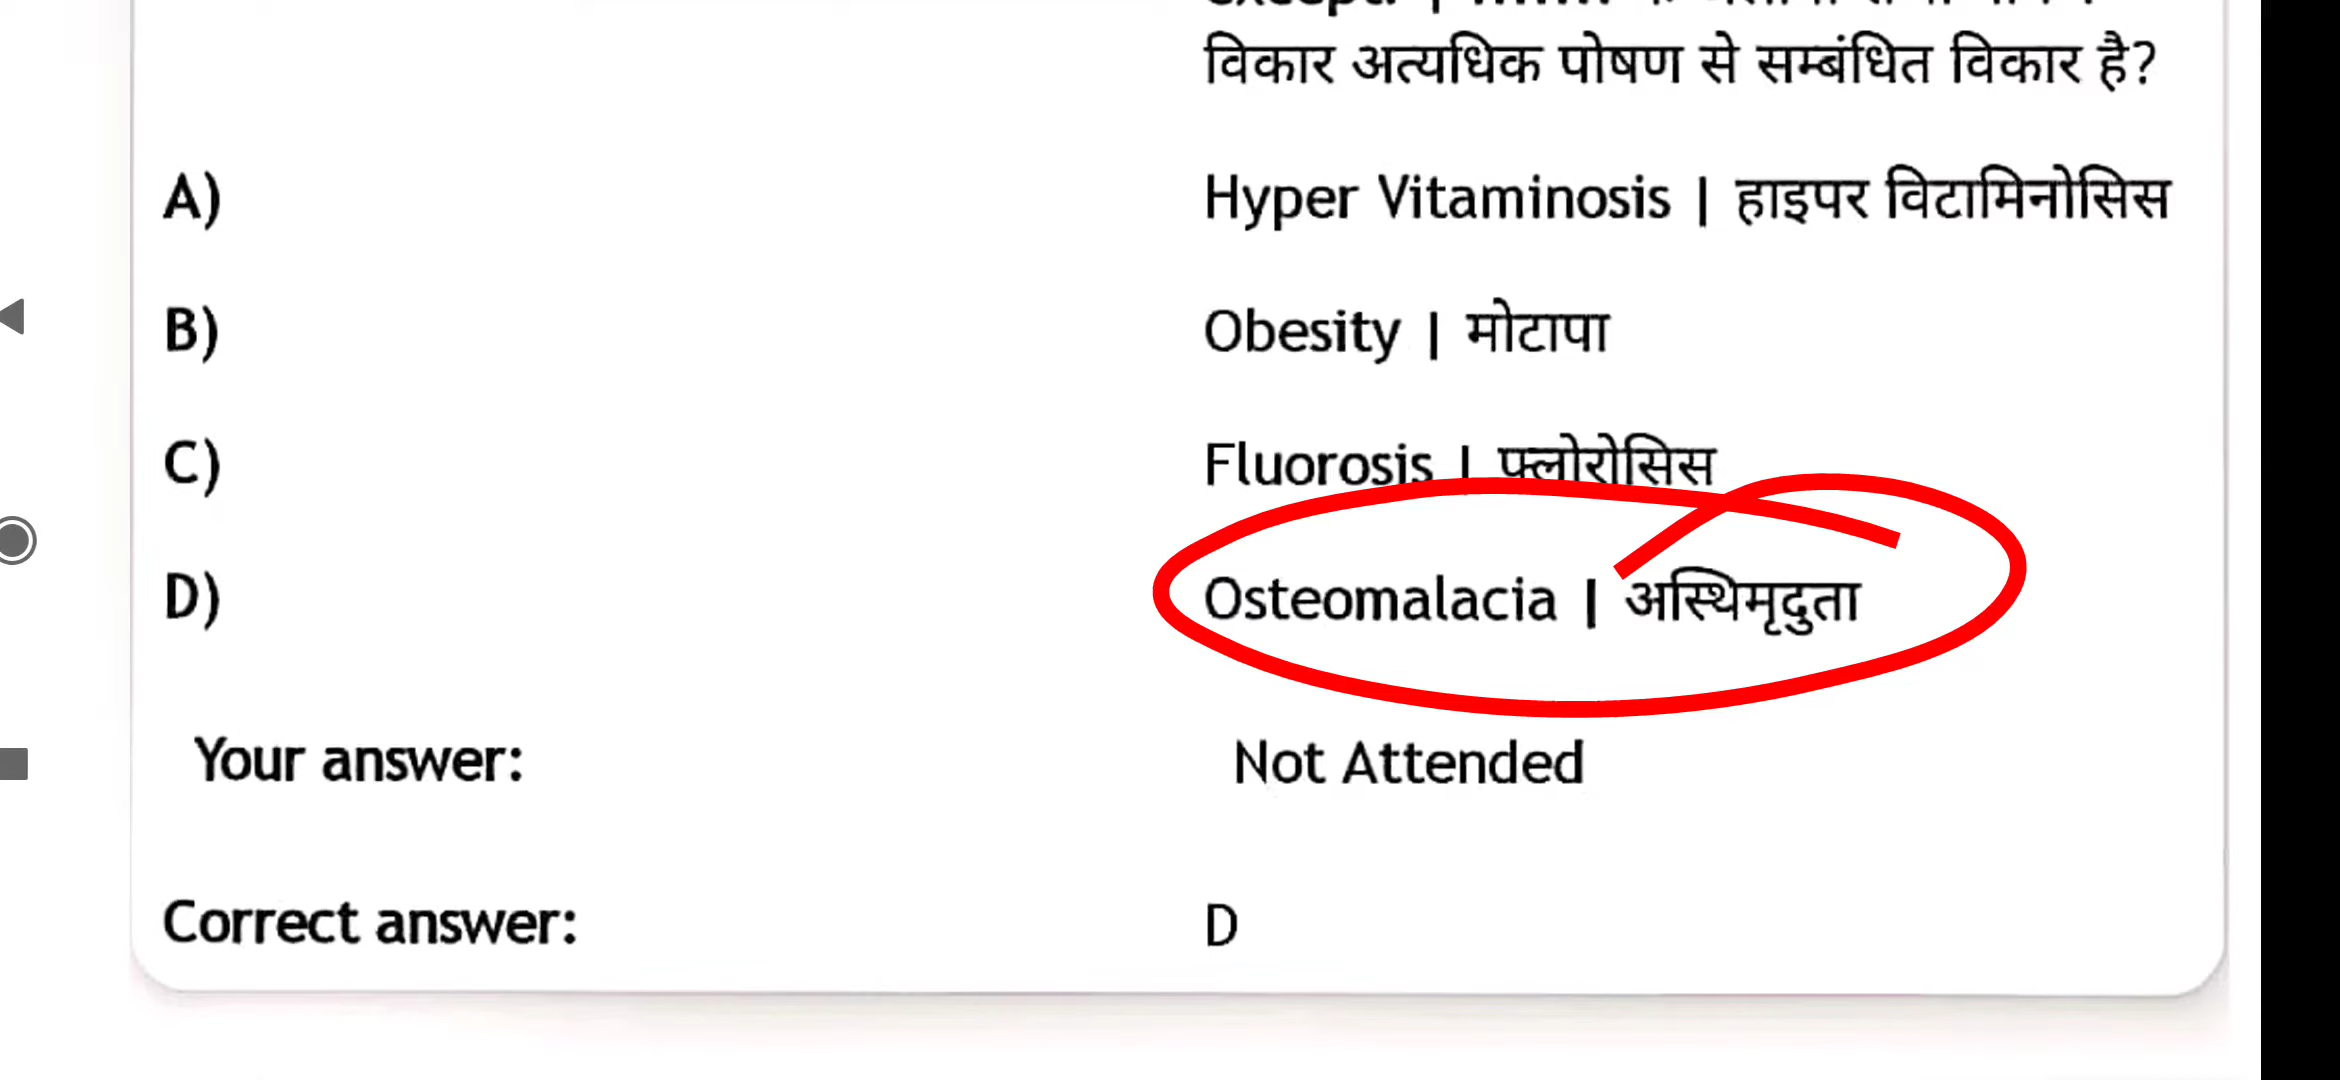 विकार अत्यधिक पोषण से सम्बंधित विकार है?
A) Hyper Vitaminosis | हाइपर विटामिनोसिस
B) Obesity | मोटापा
C) Fluorosis | फ्लोरोसिस
D) Osteomalacia | अस्थिमृदुता
Your answer: Not Attended
Correct answer: D